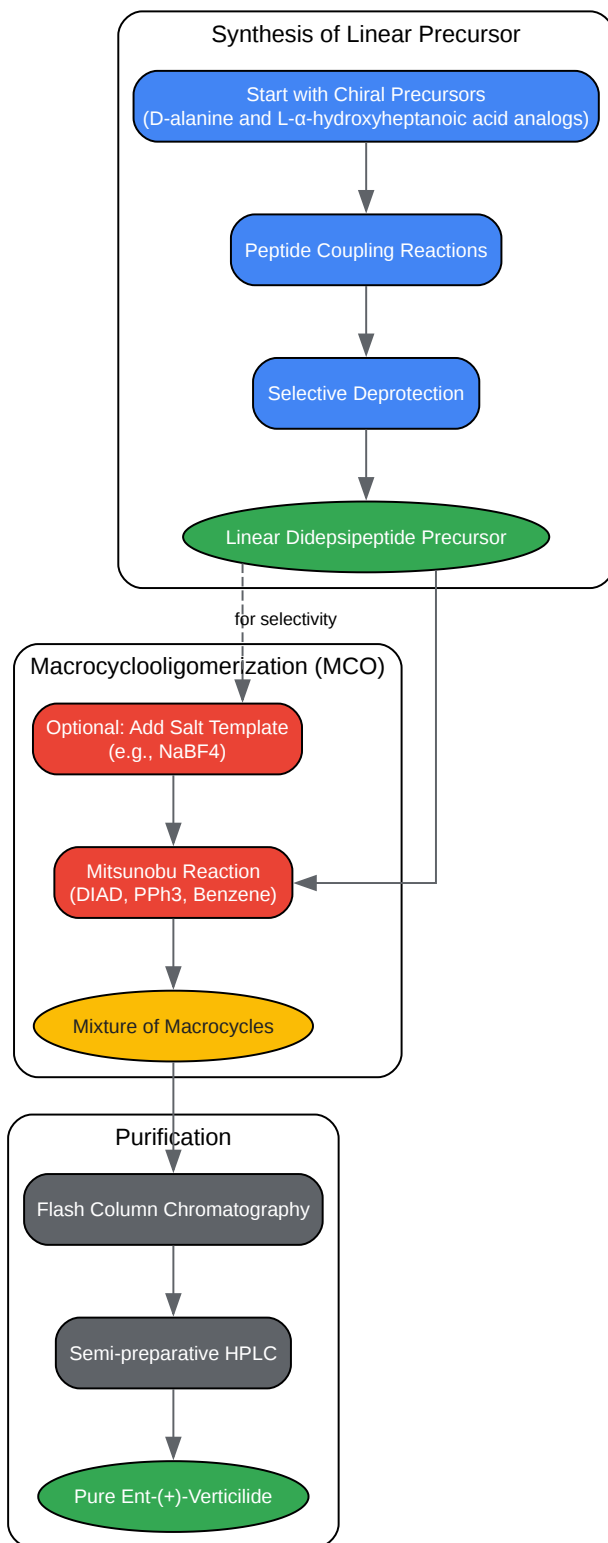 Synthesis of Linear Precursor
Start with Chiral Precursors
(D-alanine and L-α-hydroxyheptanoic acid analogs)
Peptide Coupling Reactions
Selective Deprotection
Linear Didepsipeptide Precursor
for selectivity
Macrocyclooligomerization (MCO)
Optional: Add Salt Template
(e.g., NaBF4)
Mitsunobu Reaction
(DIAD, PPh3, Benzene)
Mixture of Macrocycles
Purification
Flash Column Chromatography
Semi-preparative HPLC
Pure Ent-(+)-Verticilide